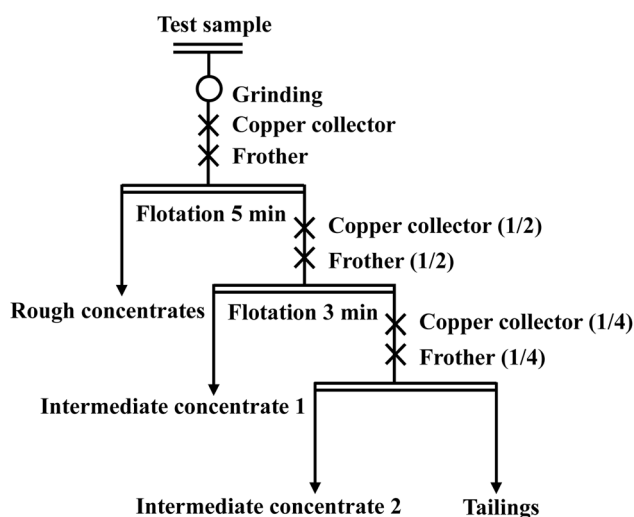 Test sample
Grinding
Copper collector
Frother
Flotation 5 min
Copper collector (1/2)
Frother (1/2)
Rough concentrates
Flotation 3 min
Copper collector (1/4)
Frother (1/4)
Intermediate concentrate 1
Intermediate concentrate 2
Tailings